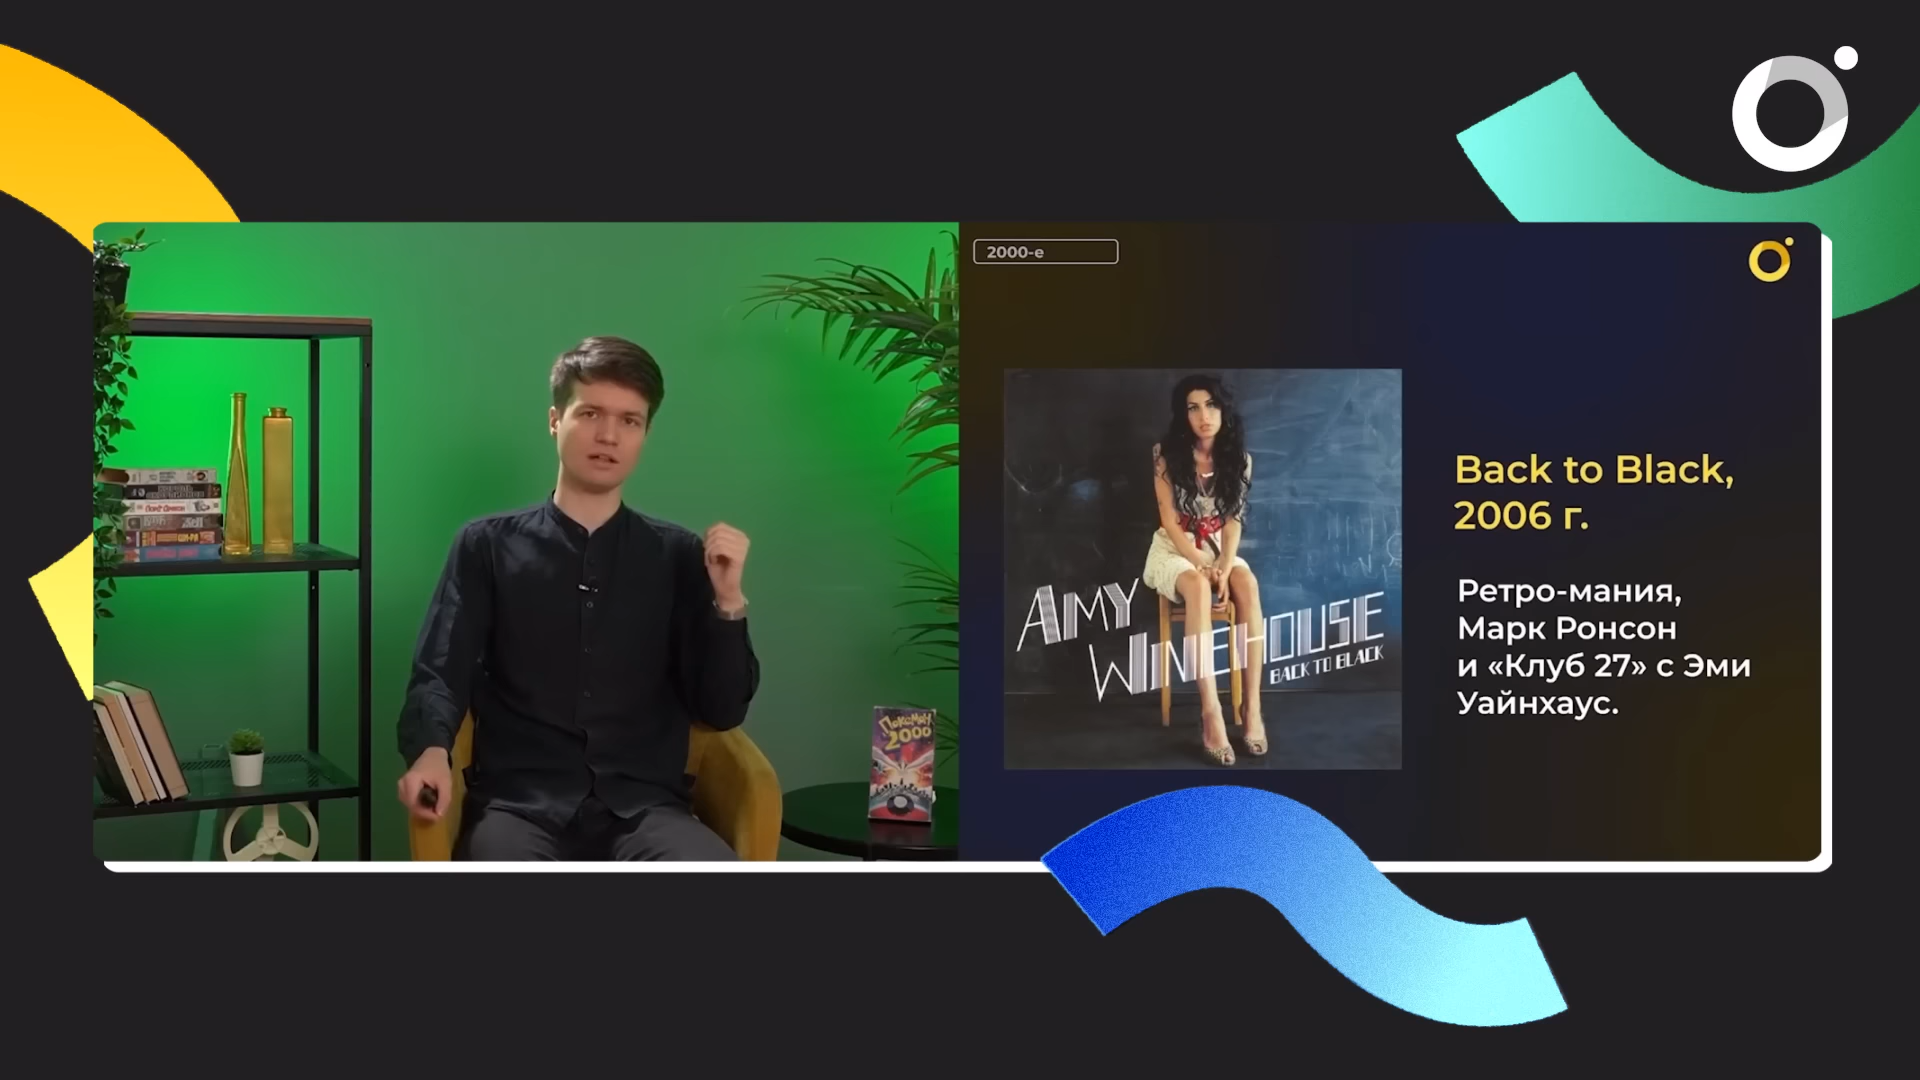 2000-е
Back to Black,
2006 г.
Ретро-мания,
Марк Ронсон
и «Клуб 27» с Эми
Уайнхаус.
AMY
WINEHOUSE
BACK TO BLACK
Покемон
2000